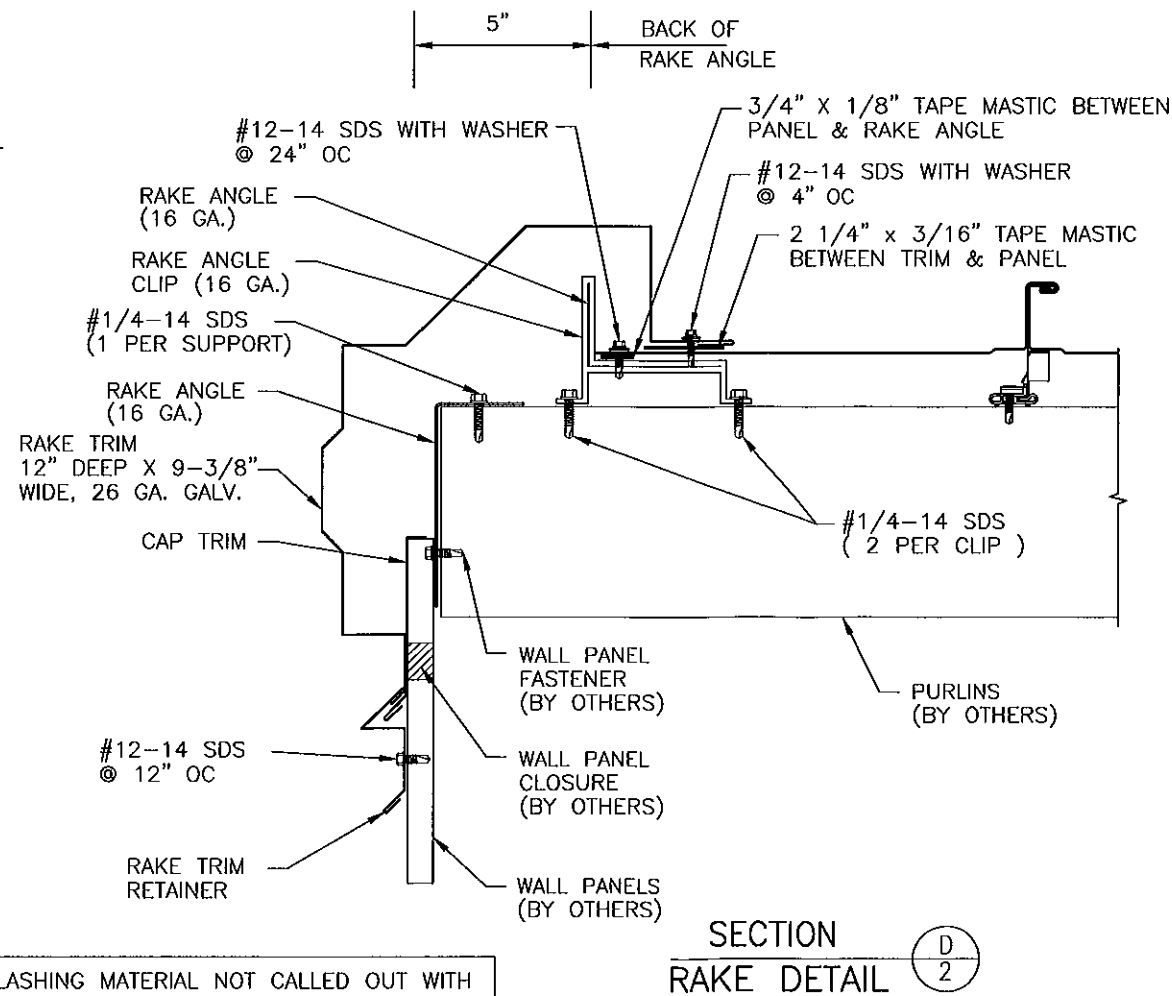 5"
BACK OF
RAKE ANGLE
3/4" X 1/8" TAPE MASTIC BETWEEN
PANEL & RAKE ANGLE
#12-14 SDS WITH WASHER
@ 24" OC
#12-14 SDS WITH WASHER
@ 4" OC
RAKE ANGLE
(16 GA.)
2 1/4" x 3/16" TAPE MASTIC
BETWEEN TRIM & PANEL
RAKE ANGLE
CLIP (16 GA.)
#1/4-14 SDS
(1 PER SUPPORT)
RAKE ANGLE
(16 GA.)
RAKE TRIM
12" DEEP X 9-3/8"
WIDE, 26 GA. GALV.
#1/4-14 SDS
( 2 PER CLIP )
CAP TRIM
WALL PANEL
FASTENER
(BY OTHERS)
PURLINS
(BY OTHERS)
#12-14 SDS
@ 12" OC
WALL PANEL
CLOSURE
(BY OTHERS)
RAKE TRIM
RETAINER
WALL PANELS
(BY OTHERS)
SECTION
RAKE DETAIL
D
2
LASHING MATERIAL NOT CALLED OUT WITH